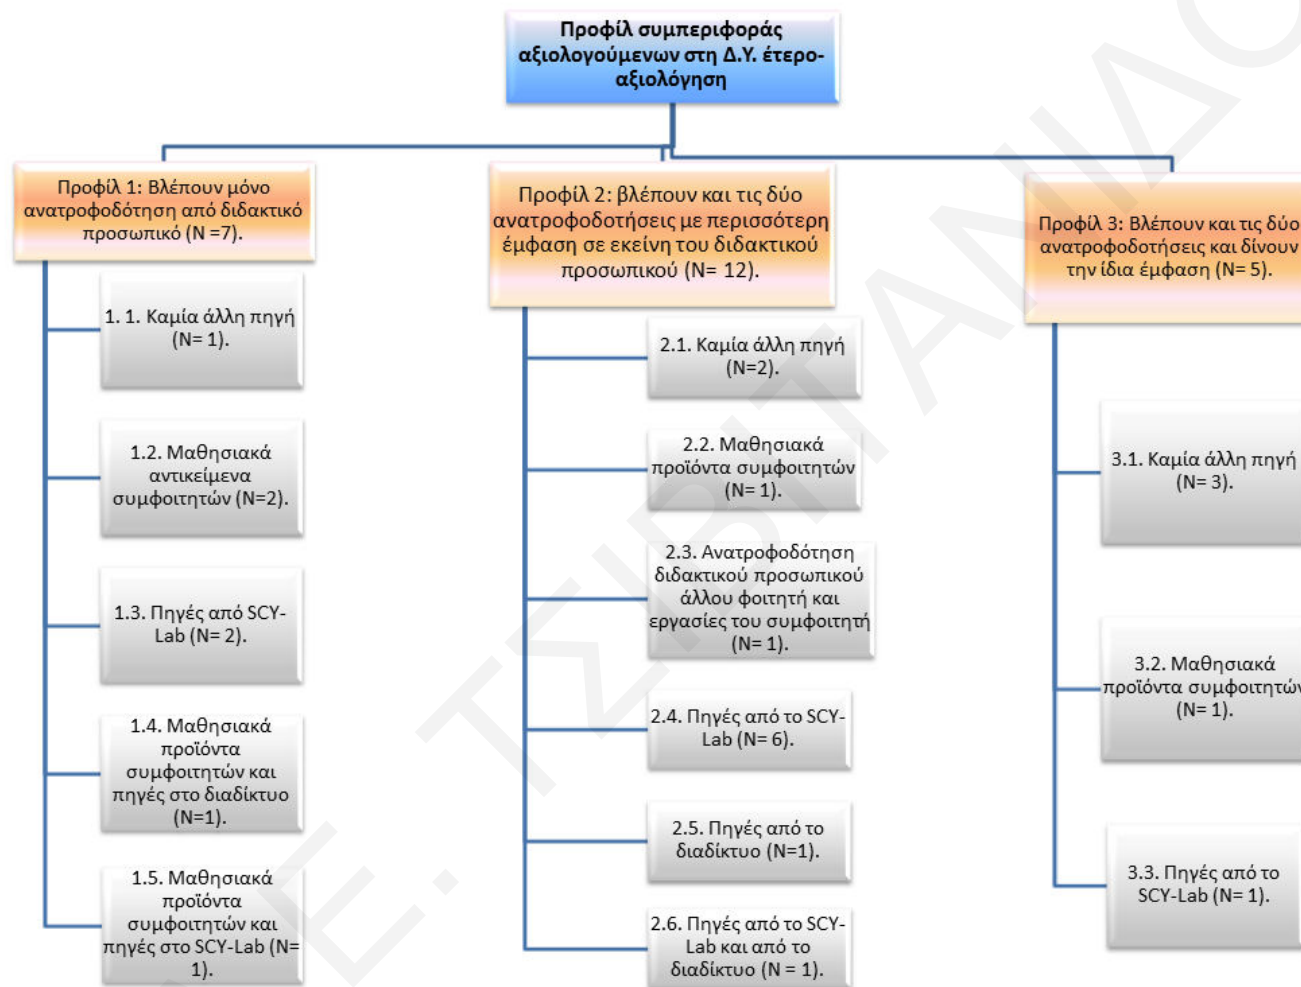 Προφίλ συμπεριφοράς
αξιολογούμενων στη Δ.Υ. έτερο-
αξιολόγηση
Προφίλ 1: Βλέπουν μόνο
ανατροφοδότηση από διδακτικό
προσωπικό (N =7).
1. 1. Καμία άλλη πηγή
(N= 1).
1.2. Μαθησιακά
αντικείμενα
συμφοιτητών (N=2).
1.3. Πηγές από SCY-
Lab (N= 2).
1.4. Μαθησιακά
προϊόντα
συμφοιτητών και
πηγές στο διαδίκτυο
(N=1).
1.5. Μαθησιακά
προϊόντα
συμφοιτητών και
πηγές στο SCY-Lab (N=
1).
Προφίλ 2: βλέπουν και τις δύο
ανατροφοδοτήσεις με περισσότερη
έμφαση σε εκείνη του διδακτικού
προσωπικού (N= 12).
2.1. Καμία άλλη πηγή
(N=2).
2.2. Μαθησιακά
προϊόντα συμφοιτητών
(N= 1).
2.3. Ανατροφοδότηση
διδακτικού προσωπικού
άλλου φοιτητή και
εργασίες του συμφοιτητή
(N= 1).
2.4. Πηγές από το SCY-
Lab (N= 6).
2.5. Πηγές από το
διαδίκτυο (N=1).
2.6. Πηγές από το SCY-
Lab και από το
διαδίκτυο (N = 1).
Προφίλ 3: Βλέπουν και τις δύο
ανατροφοδοτήσεις και δίνουν
την ίδια έμφαση (N= 5).
3.1. Καμία άλλη πηγή
(N= 3).
3.2. Μαθησιακά
προϊόντα συμφοιτητών
(N= 1).
3.3. Πηγές από το
SCY-Lab (N= 1).
Ε. ΤΣΙΒΙΤΑΝΙΔΟ